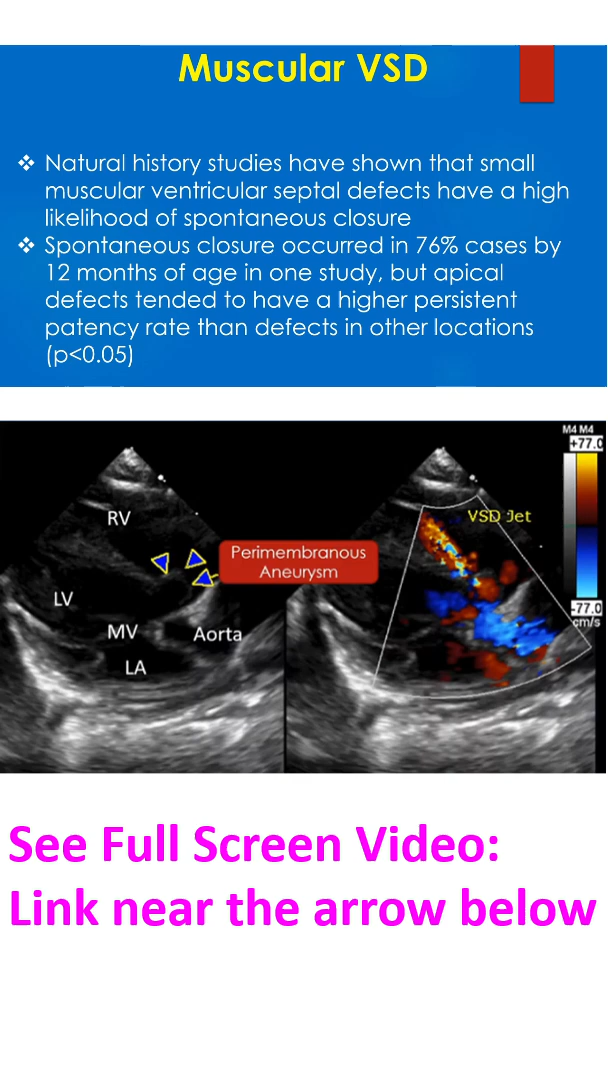 Muscular VSD
❖ Natural history studies have shown that small
muscular ventricular septal defects have a high
likelihood of spontaneous closure
❖ Spontaneous closure occurred in 76% cases by
12 months of age in one study, but apical
defects tended to have a higher persistent
patency rate than defects in other locations
(p<0.05)
M4 M4
+77.0
RV
VSD Jet
Perimembranous
Aneurysm
LV
-77.0
cm/s
MV
Aorta
LA
See Full Screen Video:
Link near the arrow below